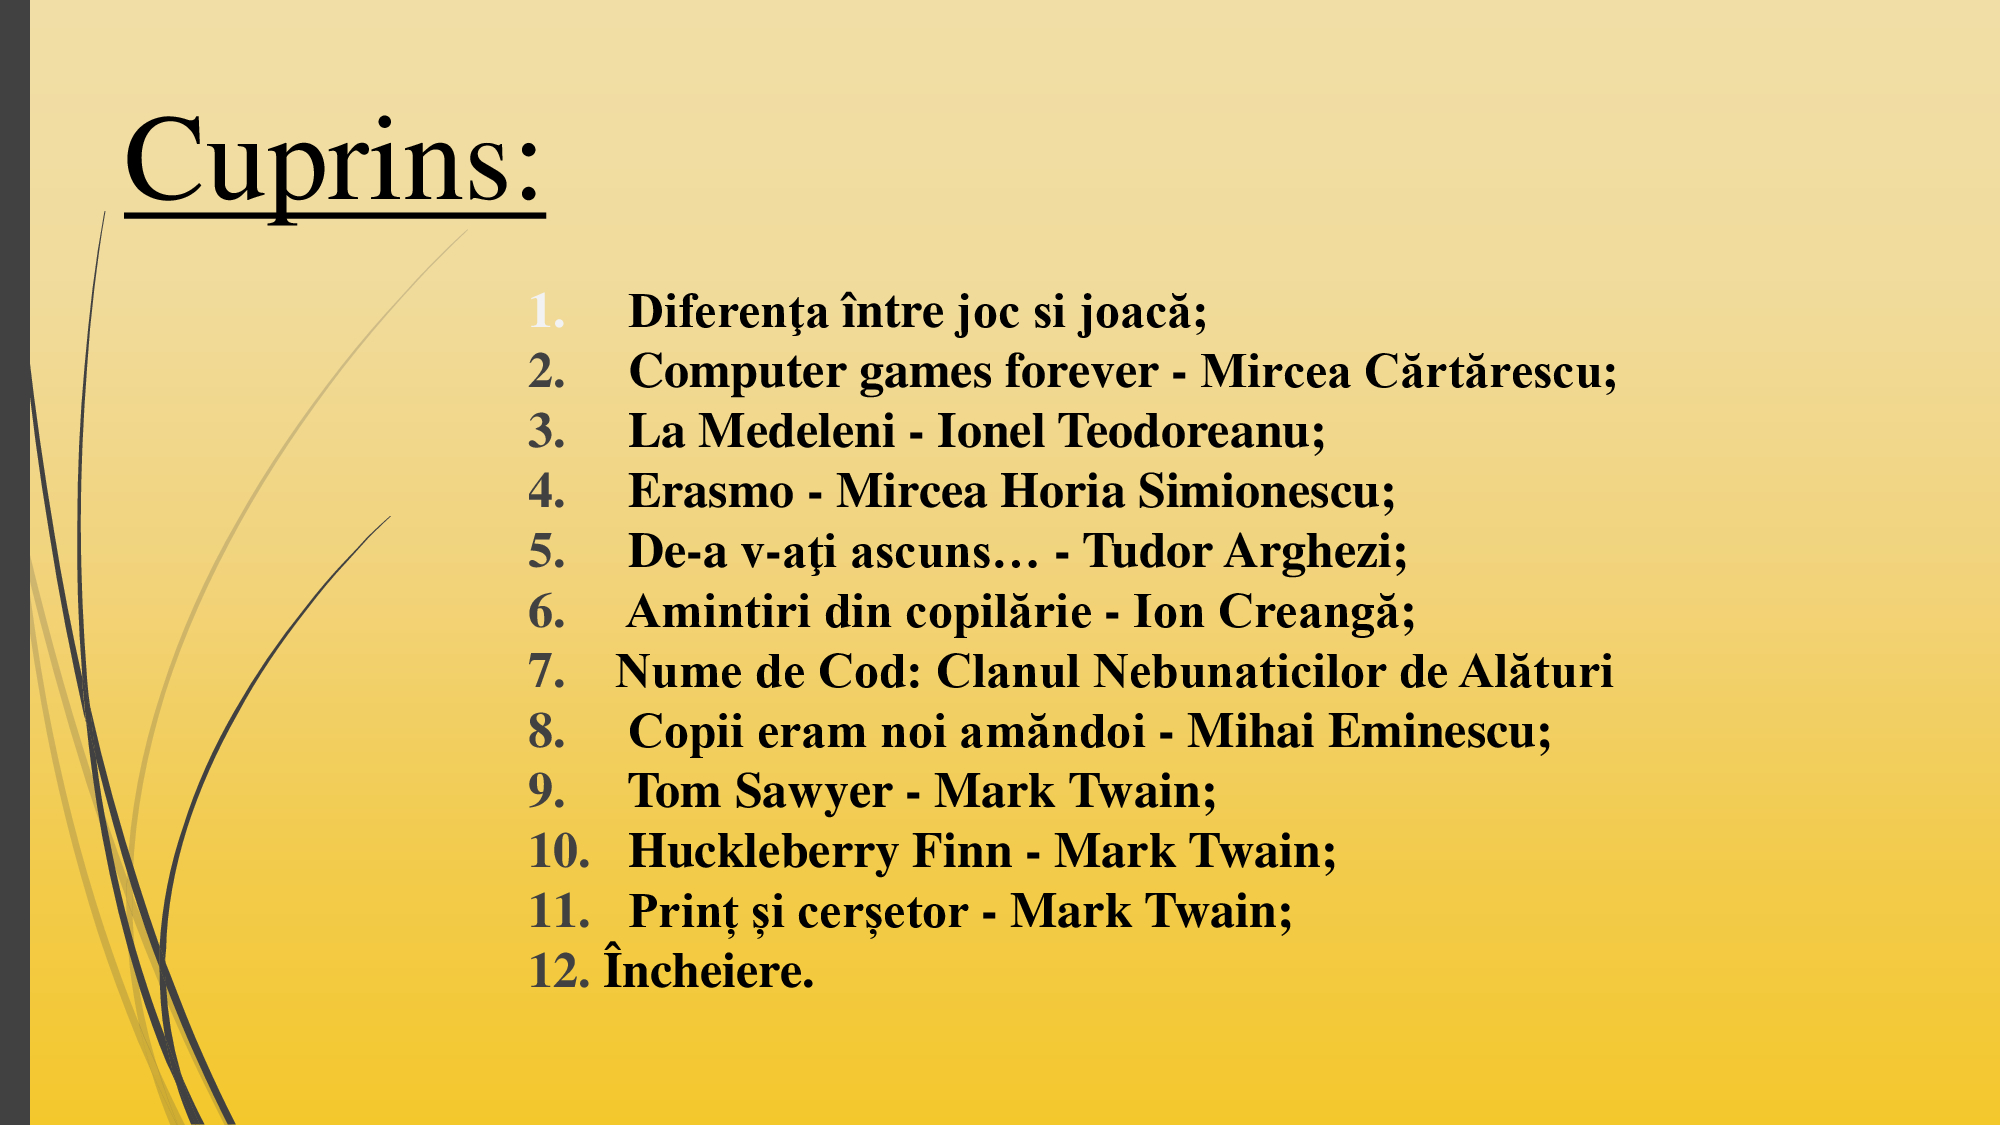 Cuprins:
1. Diferenţa între joc si joacă;
2. Computer games forever - Mircea Cărtărescu;
3. La Medeleni - Ionel Teodoreanu;
4. Erasmo - Mircea Horia Simionescu;
5. De-a v-aţi ascuns… - Tudor Arghezi;
6. Amintiri din copilărie - Ion Creangă;
7. Nume de Cod: Clanul Nebunaticilor de Alături
8. Copii eram noi amăndoi - Mihai Eminescu;
9. Tom Sawyer - Mark Twain;
10. Huckleberry Finn - Mark Twain;
11. Prinț și cerșetor - Mark Twain;
12. Încheiere.